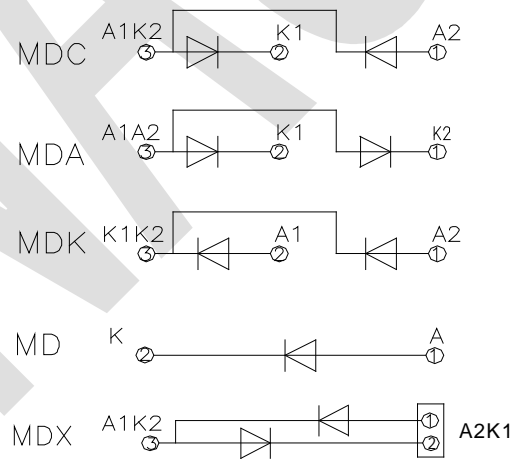 MDC A1K2 3 K1 2 A2 1
MDA A1A2 3 K1 2 K2 1
MDK K1K2 3 A1 2 A2 1
MD K 2 A 1
MDX A1K2 3 1 2 A2K1